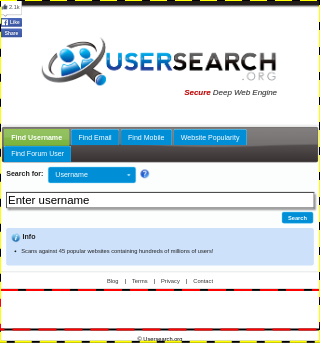 2.1k
Like
Share
USERSEARCH
.ORG
Secure Deep Web Engine
Find Username
Find Email
Find Mobile
Website Popularity
Find Forum User
Search for:
Username
?
Enter username
Search
i Info
• Scans against 45 popular websites containing hundreds of millions of users!
Blog | Terms | Privacy | Contact
© Usersearch.org